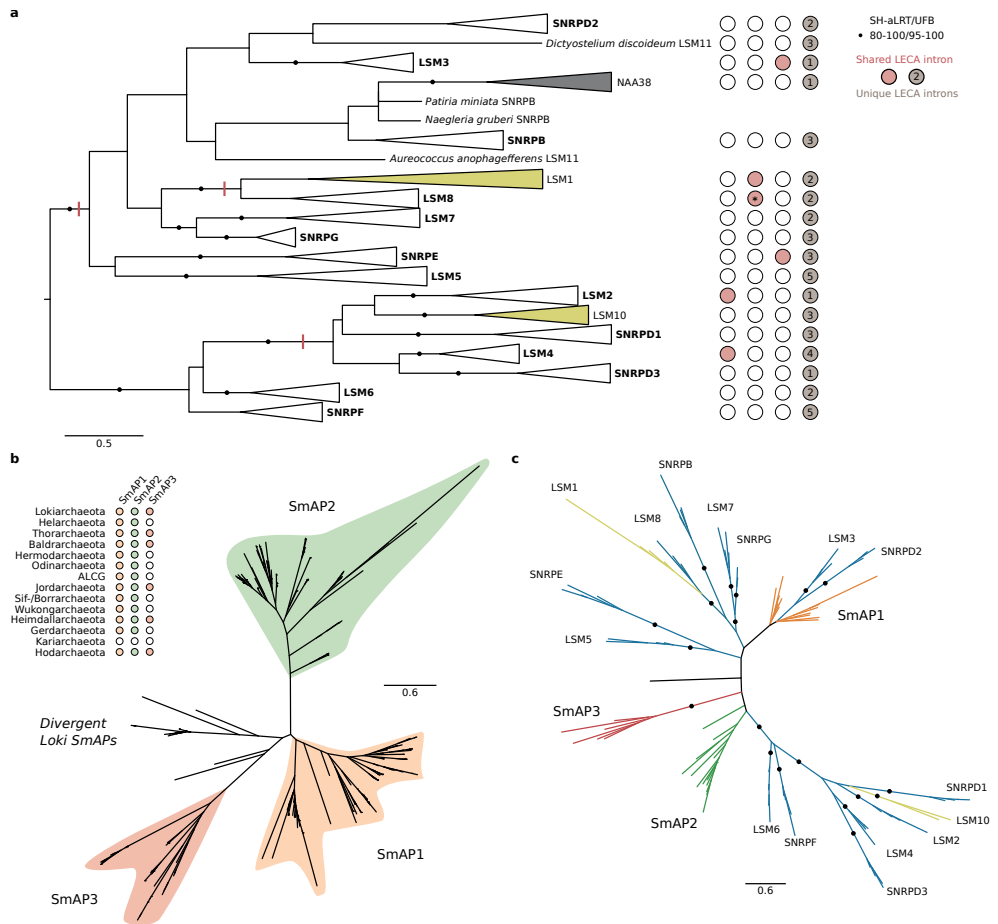 a
SNRPD2
Dictyostelium discoideum LSM11
LSM3
NAA38
Patiria miniata SNRPB
Naegleria gruberi SNRPB
SNRPB
Aureococcus anophagefferens LSM11
LSM1
LSM8
LSM7
SNRPG
SNRPE
LSM5
LSM2
LSM10
SNRPD1
LSM4
SNRPD3
LSM6
SNRPF
0.5
2
3
1
1
3
2
* 2
2
3
3
5
1
3
3
4
1
2
5
SH-aLRT/UFB
80-100/95-100
Shared LECA intron
2
Unique LECA introns
b
SmAP1
SmAP2
SmAP3
Lokiarchaeota
Helarchaeota
Thorarchaeota
Baldrarchaeota
Hermodarchaeota
Odinarchaeota
ALCG
Jordarchaeota
Sif-/Borrarchaeota
Wukongarchaeota
Heimdallarchaeota
Gerdarchaeota
Kariarchaeota
Hodarchaeota
SmAP2
0.6
Divergent
Loki SmAPs
SmAP1
SmAP3
c
SNRPB
LSM1
LSM7
LSM8
SNRPG
LSM3
SNRPD2
SNRPE
SmAP1
LSM5
SmAP3
SmAP2
LSM6
SNRPF
SNRPD1
LSM10
LSM2
LSM4
SNRPD3
0.6